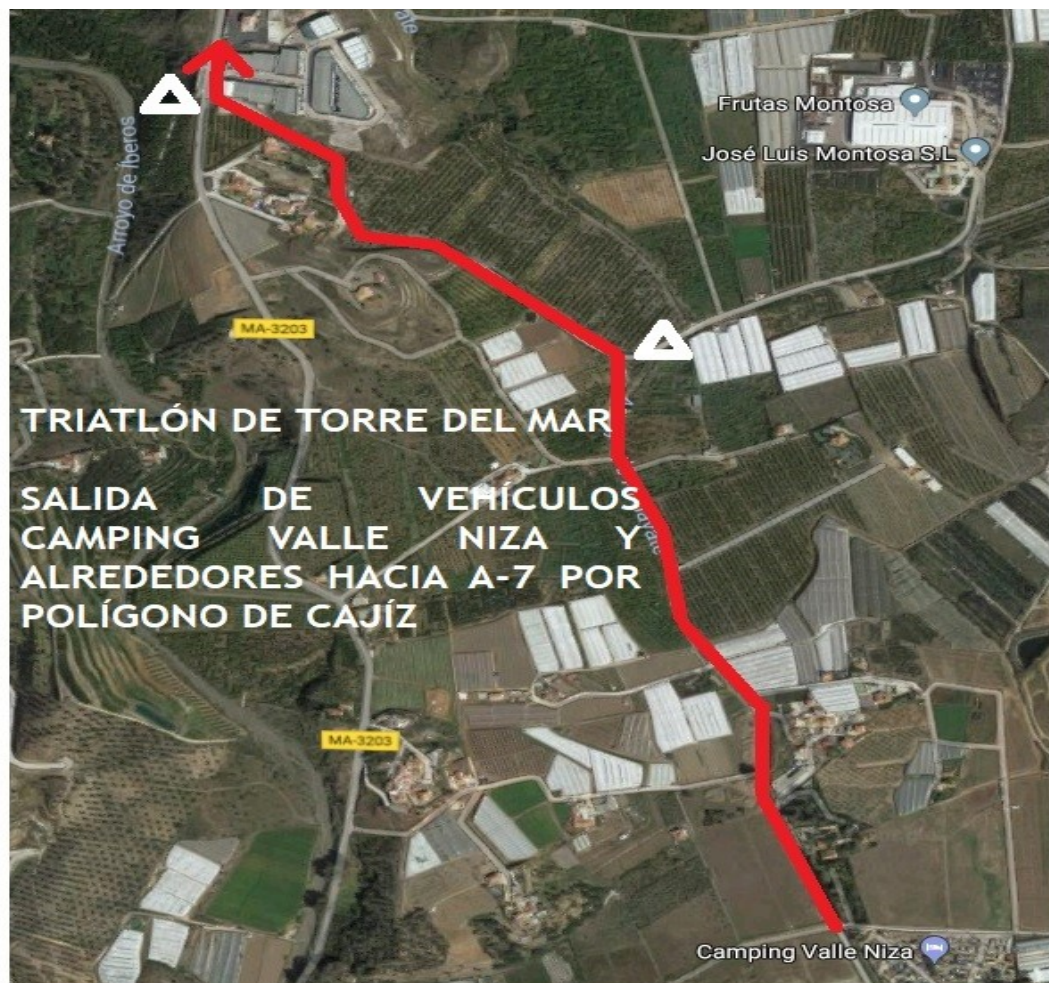 Frutas Montosa
José Luis Montosa S.L
Arroyo de Íberos
MA-3203
TRIATLÓN DE TORRE DEL MAR
SALIDA DE VEHÍCULOS
CAMPING VALLE NIZA Y
ALREDEDORES HACIA A-7 POR
POLÍGONO DE CAJÍZ
MA-3203
Camping Valle Niza